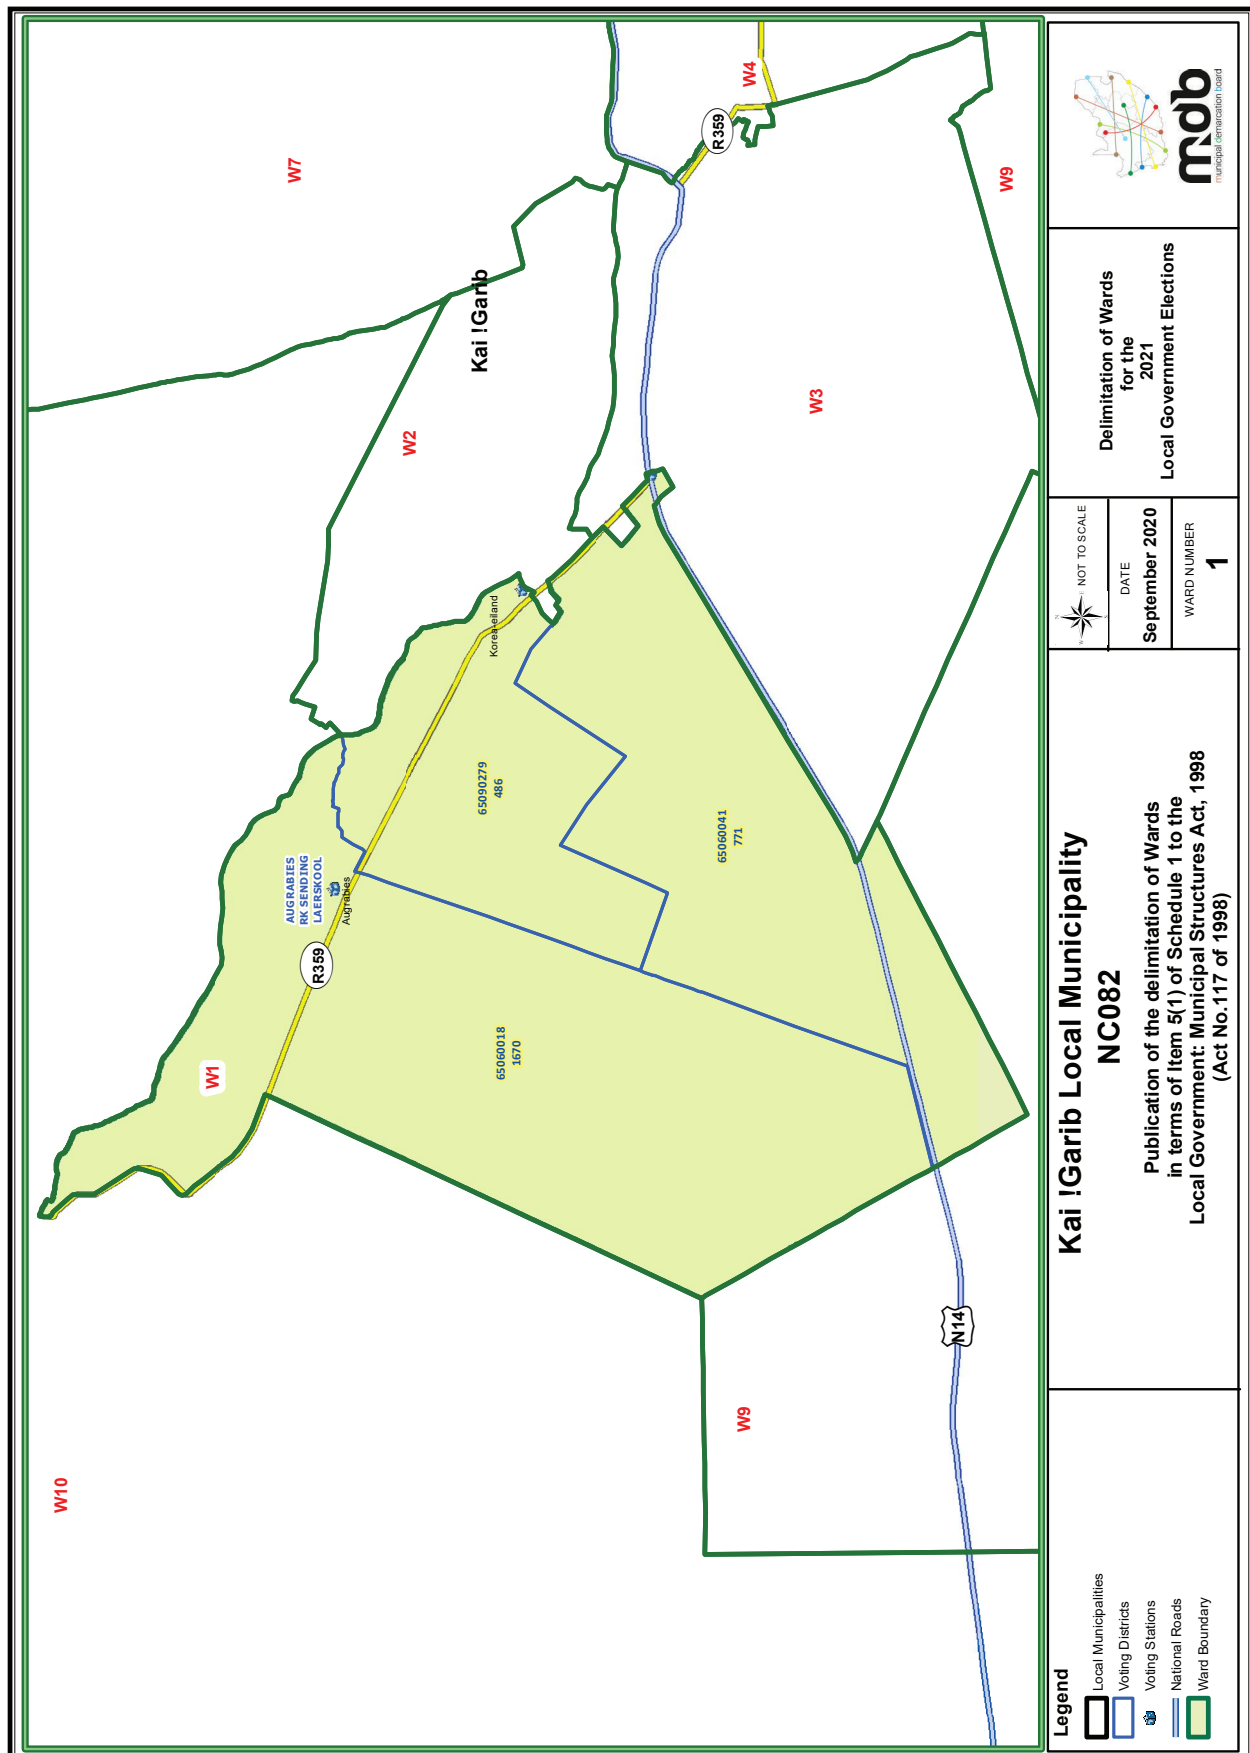 W10
W7
W1
W2
Kai !Garib
W4
R359
W9
W3
AUGRABIES
RK SENDING
LAERSKOOL
Augrabies
R359
Korea-eiland
65090279
486
65060041
771
65060018
1670
W9
N14
Legend
Local Municipalities
Voting Districts
Voting Stations
National Roads
Ward Boundary
Kai !Garib Local Municipality
NC082
Publication of the delimitation of Wards
in terms of Item 5(1) of Schedule 1 to the
Local Government: Municipal Structures Act, 1998
(Act No.117 of 1998)
N
W E
S
NOT TO SCALE
DATE
September 2020
WARD NUMBER
1
Delimitation of Wards
for the
2021
Local Government Elections
mdb
municipal demarcation board